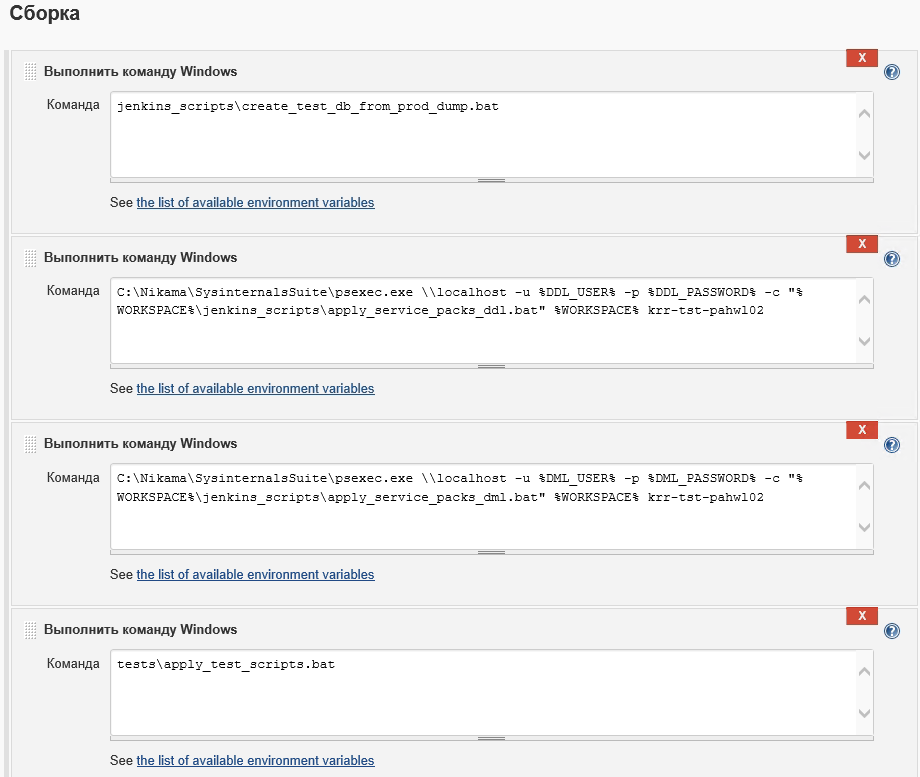 Сборка
X
Выполнить команду Windows
?
Команда
jenkins_scripts\create_test_db_from_prod_dump.bat
See the list of available environment variables
X
Выполнить команду Windows
?
Команда
C:\Nikama\SysinternalsSuite\psexec.exe \\localhost -u %DDL_USER% -p %DDL_PASSWORD% -c "%
WORKSPACE%\jenkins_scripts\apply_service_packs_ddl.bat" %WORKSPACE% krr-tst-pahwl02
See the list of available environment variables
X
Выполнить команду Windows
?
Команда
C:\Nikama\SysinternalsSuite\psexec.exe \\localhost -u %DML_USER% -p %DML_PASSWORD% -c "%
WORKSPACE%\jenkins_scripts\apply_service_packs_dml.bat" %WORKSPACE% krr-tst-pahwl02
See the list of available environment variables
X
Выполнить команду Windows
?
Команда
tests\apply_test_scripts.bat
See the list of available environment variables